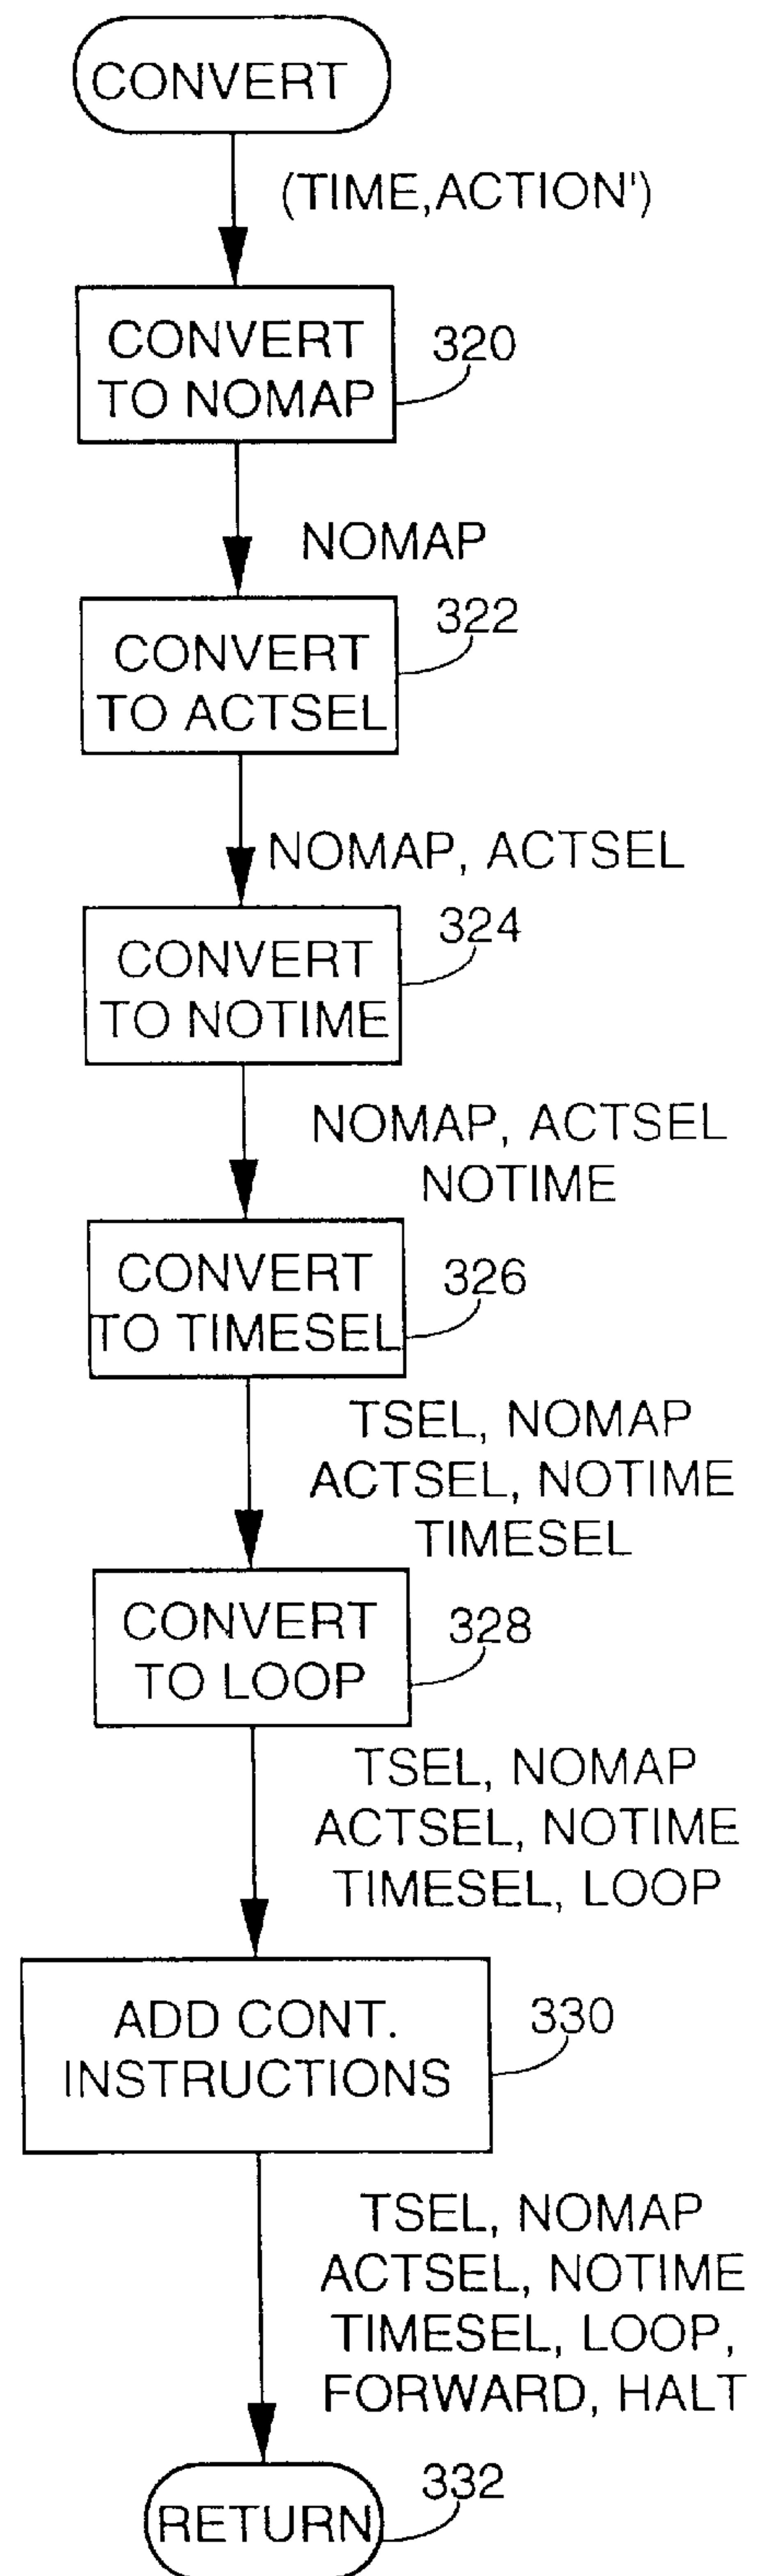 CONVERT
(TIME,ACTION')
CONVERT
TO NOMAP
320
NOMAP
CONVERT
TO ACTSEL
322
NOMAP, ACTSEL
CONVERT
TO NOTIME
324
NOMAP, ACTSEL
NOTIME
CONVERT
TO TIMESEL
326
TSEL, NOMAP
ACTSEL, NOTIME
TIMESEL
CONVERT
TO LOOP
328
TSEL, NOMAP
ACTSEL, NOTIME
TIMESEL, LOOP
ADD CONT.
INSTRUCTIONS
330
TSEL, NOMAP
ACTSEL, NOTIME
TIMESEL, LOOP,
FORWARD, HALT
RETURN
332